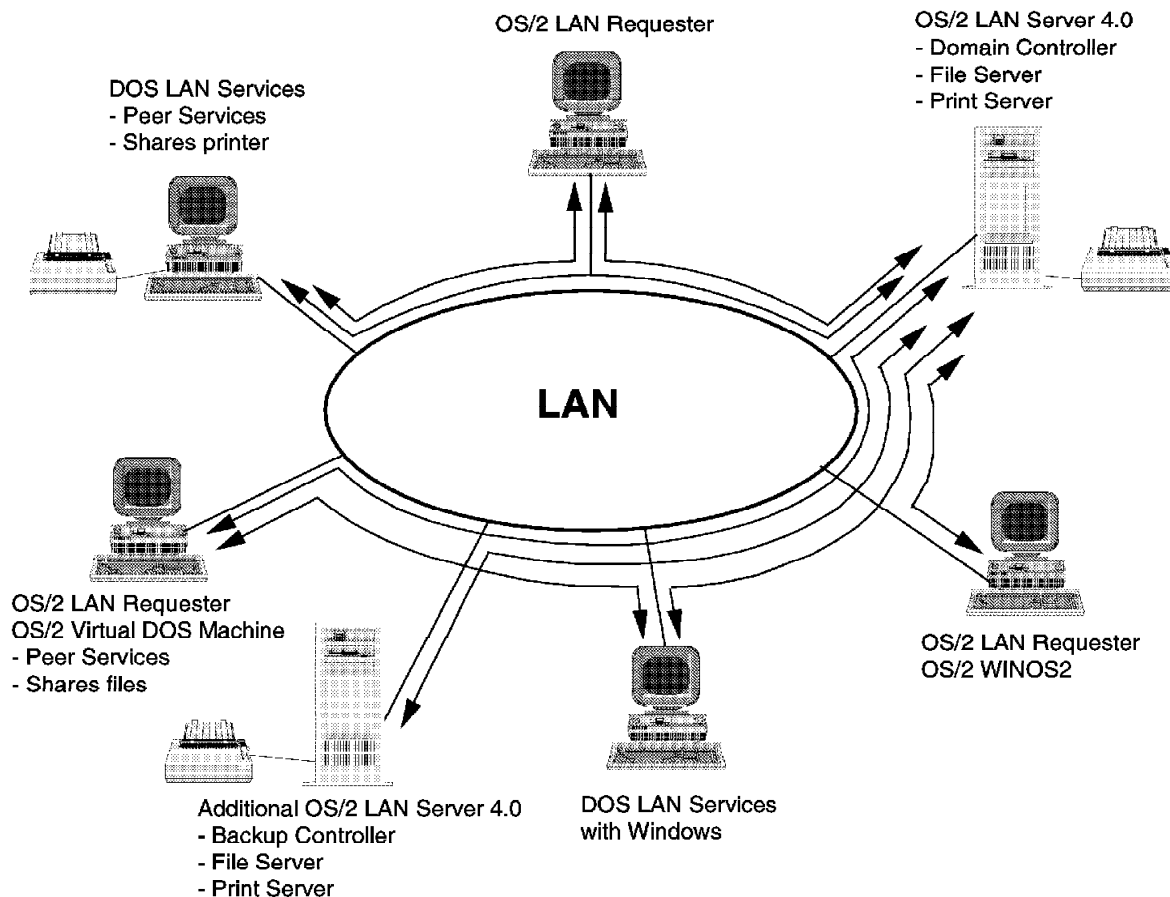 OS/2 LAN Requester
OS/2 LAN Server 4.0
- Domain Controller
- File Server
- Print Server
DOS LAN Services
- Peer Services
- Shares printer
LAN
OS/2 LAN Requester
OS/2 Virtual DOS Machine
- Peer Services
- Shares files
OS/2 LAN Requester
OS/2 WINOS2
Additional OS/2 LAN Server 4.0
- Backup Controller
- File Server
- Print Server
DOS LAN Services
with Windows